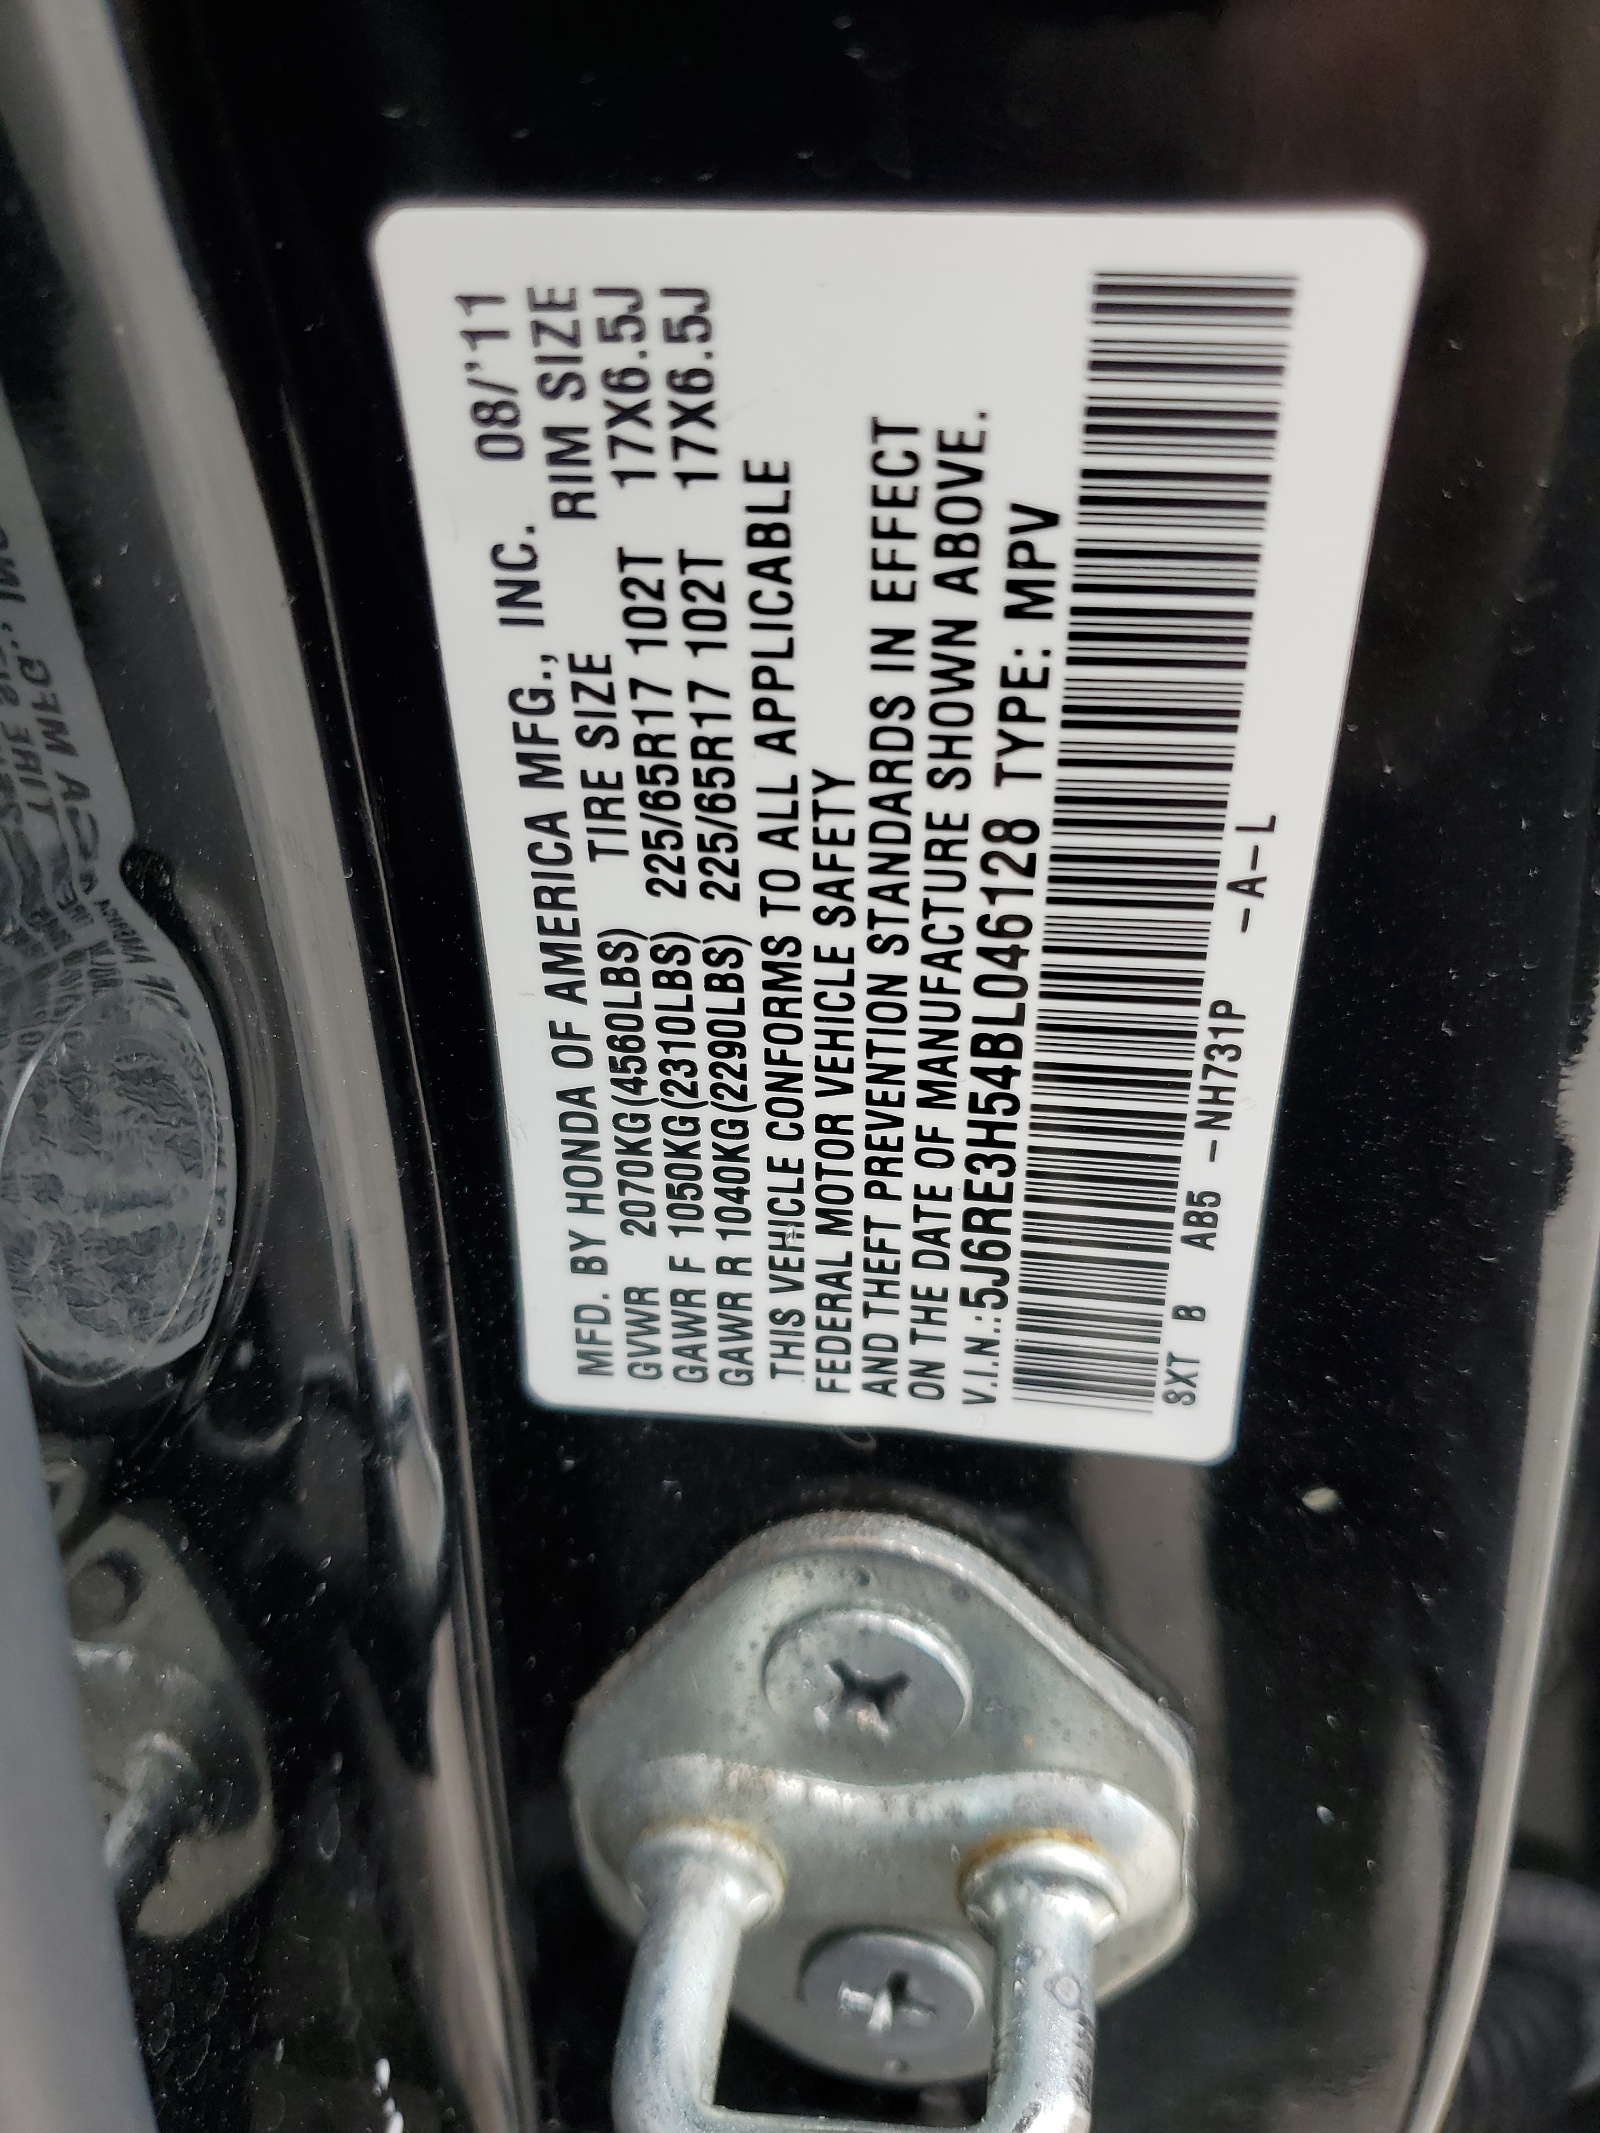 MFD. BY HONDA OF AMERICA MFG., INC. 08/'11
TIRE SIZE RIM SIZE
GVWR 2070KG(4560LBS)
GAWR F 1050KG(2310LBS) 225/65R17 102T 17X6.5J
GAWR R 1040KG(2290LBS) 225/65R17 102T 17X6.5J
THIS VEHICLE CONFORMS TO ALL APPLICABLE
FEDERAL MOTOR VEHICLE SAFETY
AND THEFT PREVENTION STANDARDS IN EFFECT
ON THE DATE OF MANUFACTURE SHOWN ABOVE.
V.I.N.:5J6RE3H54BL046128 TYPE: MPV
SXT B AB5 -NH731P -A-L